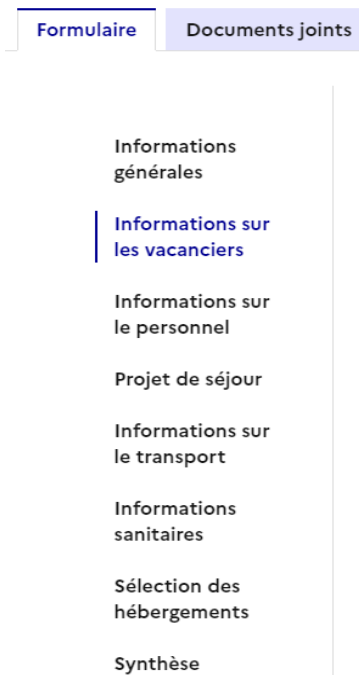 Formulaire Documents joints
Informations
générales
Informations sur
les vacanciers
Informations sur
le personnel
Projet de séjour
Informations sur
le transport
Informations
sanitaires
Sélection des
hébergements
Synthèse